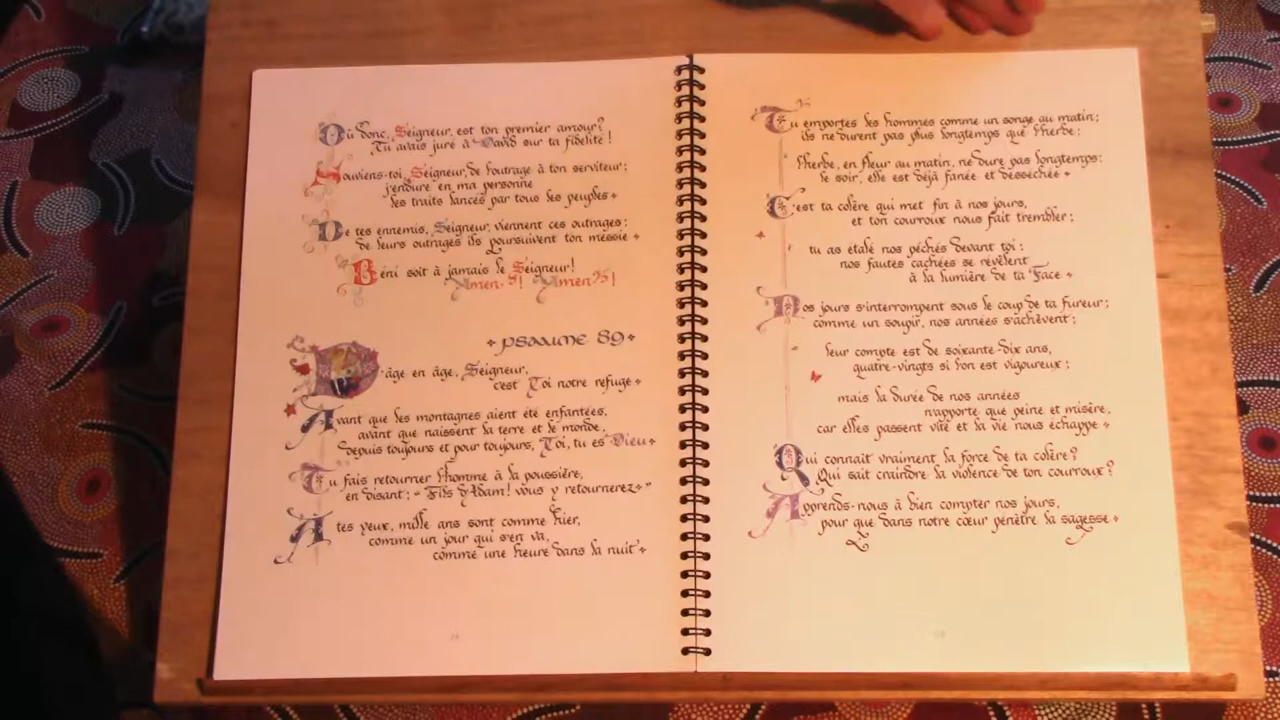 Où donc, Seigneur, est ton premier amour?
Tu avais juré à David sur ta fidélité!
Souviens-toi, Seigneur, de l'outrage à ton serviteur;
j'endure en ma personne
les traits lancés par tous les peuples
De tes ennemis, Seigneur, viennent ces outrages;
de leurs outrages ils poursuivent ton messie
Béni soit à jamais le Seigneur!
Amen! Amen!
PSAUME 89
D'âge en âge, Seigneur,
c'est Toi notre refuge
Avant que les montagnes aient été enfantées,
avant que naissent la terre et le monde,
depuis toujours et pour toujours, Toi, tu es Dieu
Tu fais retourner l'homme à la poussière,
en disant: « Fils d'Adam! vous y retournerez »
A tes yeux, mille ans sont comme hier,
comme un jour qui s'en va,
comme une heure dans la nuit
Tu emportes les hommes comme un songe au matin;
ils ne durent pas plus longtemps que l'herbe;
l'herbe, en fleur au matin, ne dure pas longtemps:
le soir, elle est déjà fanée et desséchée
C'est ta colère qui met fin à nos jours,
et ton courroux nous fait trembler;
tu as étalé nos péchés devant toi;
nos fautes cachées se révèlent
à la lumière de ta Face
Nos jours s'interrompent sous le coup de ta fureur;
comme un soupir, nos années s'achèvent;
leur compte est de soixante-dix ans,
quatre-vingts si l'on est vigoureux;
mais la durée de nos années
n'apporte que peine et misère,
car elles passent vite et la vie nous échappe
Qui connaît vraiment la force de ta colère?
Qui sait craindre la violence de ton courroux?
Apprends-nous à bien compter nos jours,
pour que dans notre cœur pénètre la sagesse